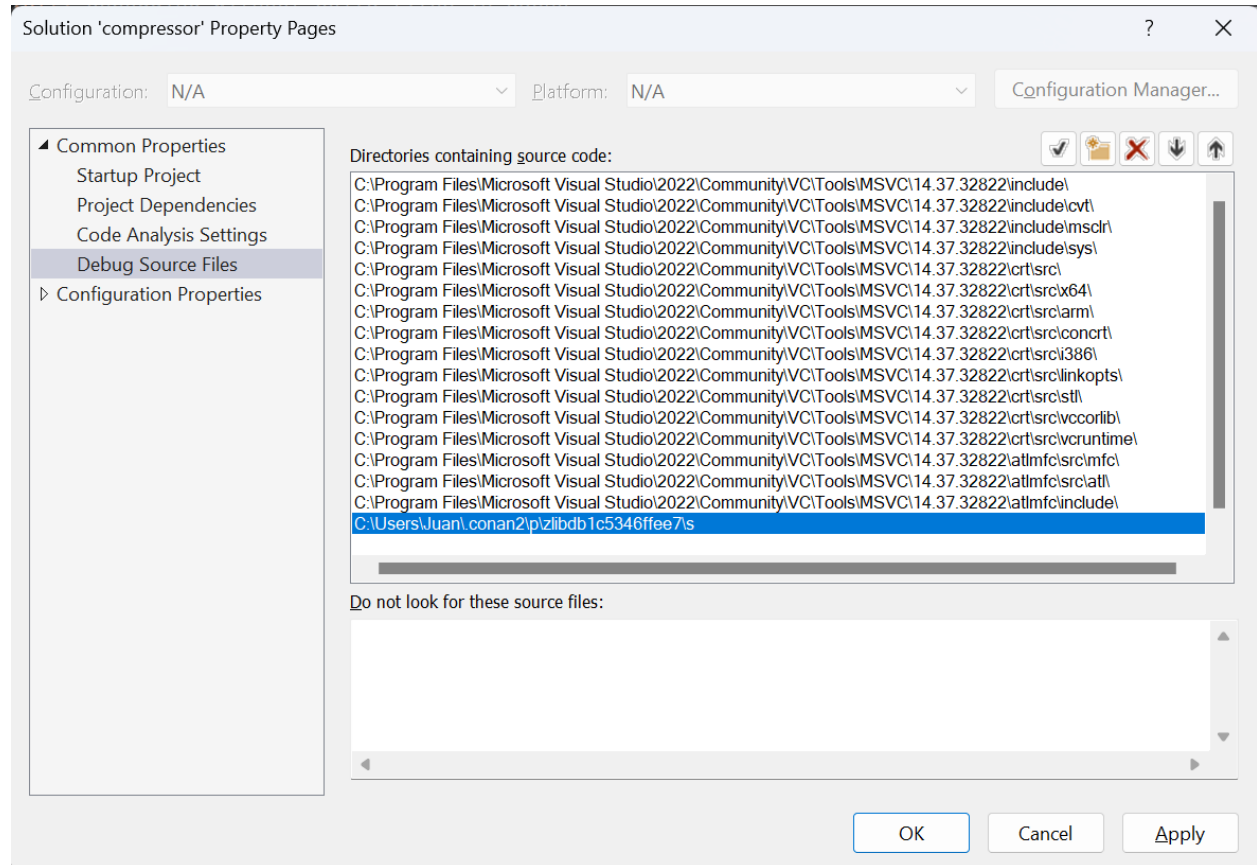 Solution 'compressor' Property Pages
?
Configuration: N/A
Platform: N/A
Configuration Manager...
Common Properties
Startup Project
Project Dependencies
Code Analysis Settings
Debug Source Files
Configuration Properties
Directories containing source code:
C:\Program Files\Microsoft Visual Studio\2022\Community\VC\Tools\MSVC\14.37.32822\include\
C:\Program Files\Microsoft Visual Studio\2022\Community\VC\Tools\MSVC\14.37.32822\include\cvt\
C:\Program Files\Microsoft Visual Studio\2022\Community\VC\Tools\MSVC\14.37.32822\include\msclr\
C:\Program Files\Microsoft Visual Studio\2022\Community\VC\Tools\MSVC\14.37.32822\include\sys\
C:\Program Files\Microsoft Visual Studio\2022\Community\VC\Tools\MSVC\14.37.32822\crt\src\
C:\Program Files\Microsoft Visual Studio\2022\Community\VC\Tools\MSVC\14.37.32822\crt\src\x64\
C:\Program Files\Microsoft Visual Studio\2022\Community\VC\Tools\MSVC\14.37.32822\crt\src\arm\
C:\Program Files\Microsoft Visual Studio\2022\Community\VC\Tools\MSVC\14.37.32822\crt\src\concrt\
C:\Program Files\Microsoft Visual Studio\2022\Community\VC\Tools\MSVC\14.37.32822\crt\src\i386\
C:\Program Files\Microsoft Visual Studio\2022\Community\VC\Tools\MSVC\14.37.32822\crt\src\linkopts\
C:\Program Files\Microsoft Visual Studio\2022\Community\VC\Tools\MSVC\14.37.32822\crt\src\stl\
C:\Program Files\Microsoft Visual Studio\2022\Community\VC\Tools\MSVC\14.37.32822\crt\src\vccorlib\
C:\Program Files\Microsoft Visual Studio\2022\Community\VC\Tools\MSVC\14.37.32822\crt\src\vcruntime\
C:\Program Files\Microsoft Visual Studio\2022\Community\VC\Tools\MSVC\14.37.32822\atlmfc\src\mfc\
C:\Program Files\Microsoft Visual Studio\2022\Community\VC\Tools\MSVC\14.37.32822\atlmfc\src\atl\
C:\Program Files\Microsoft Visual Studio\2022\Community\VC\Tools\MSVC\14.37.32822\atlmfc\include\
C:\Users\Juan\.conan2\p\zlibdb1c5346ffee7\s
Do not look for these source files:
OK
Cancel
Apply